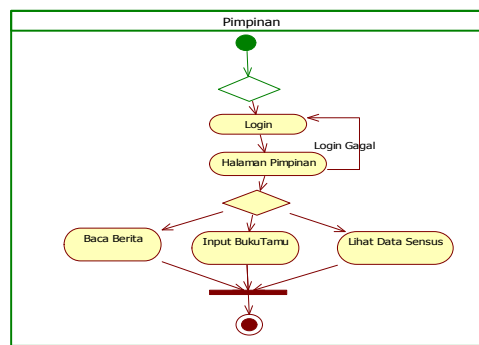 Pimpinan
Login
Login Gagal
Halaman Pimpinan
Baca Berita
Input BukuTamu
Lihat Data Sensus